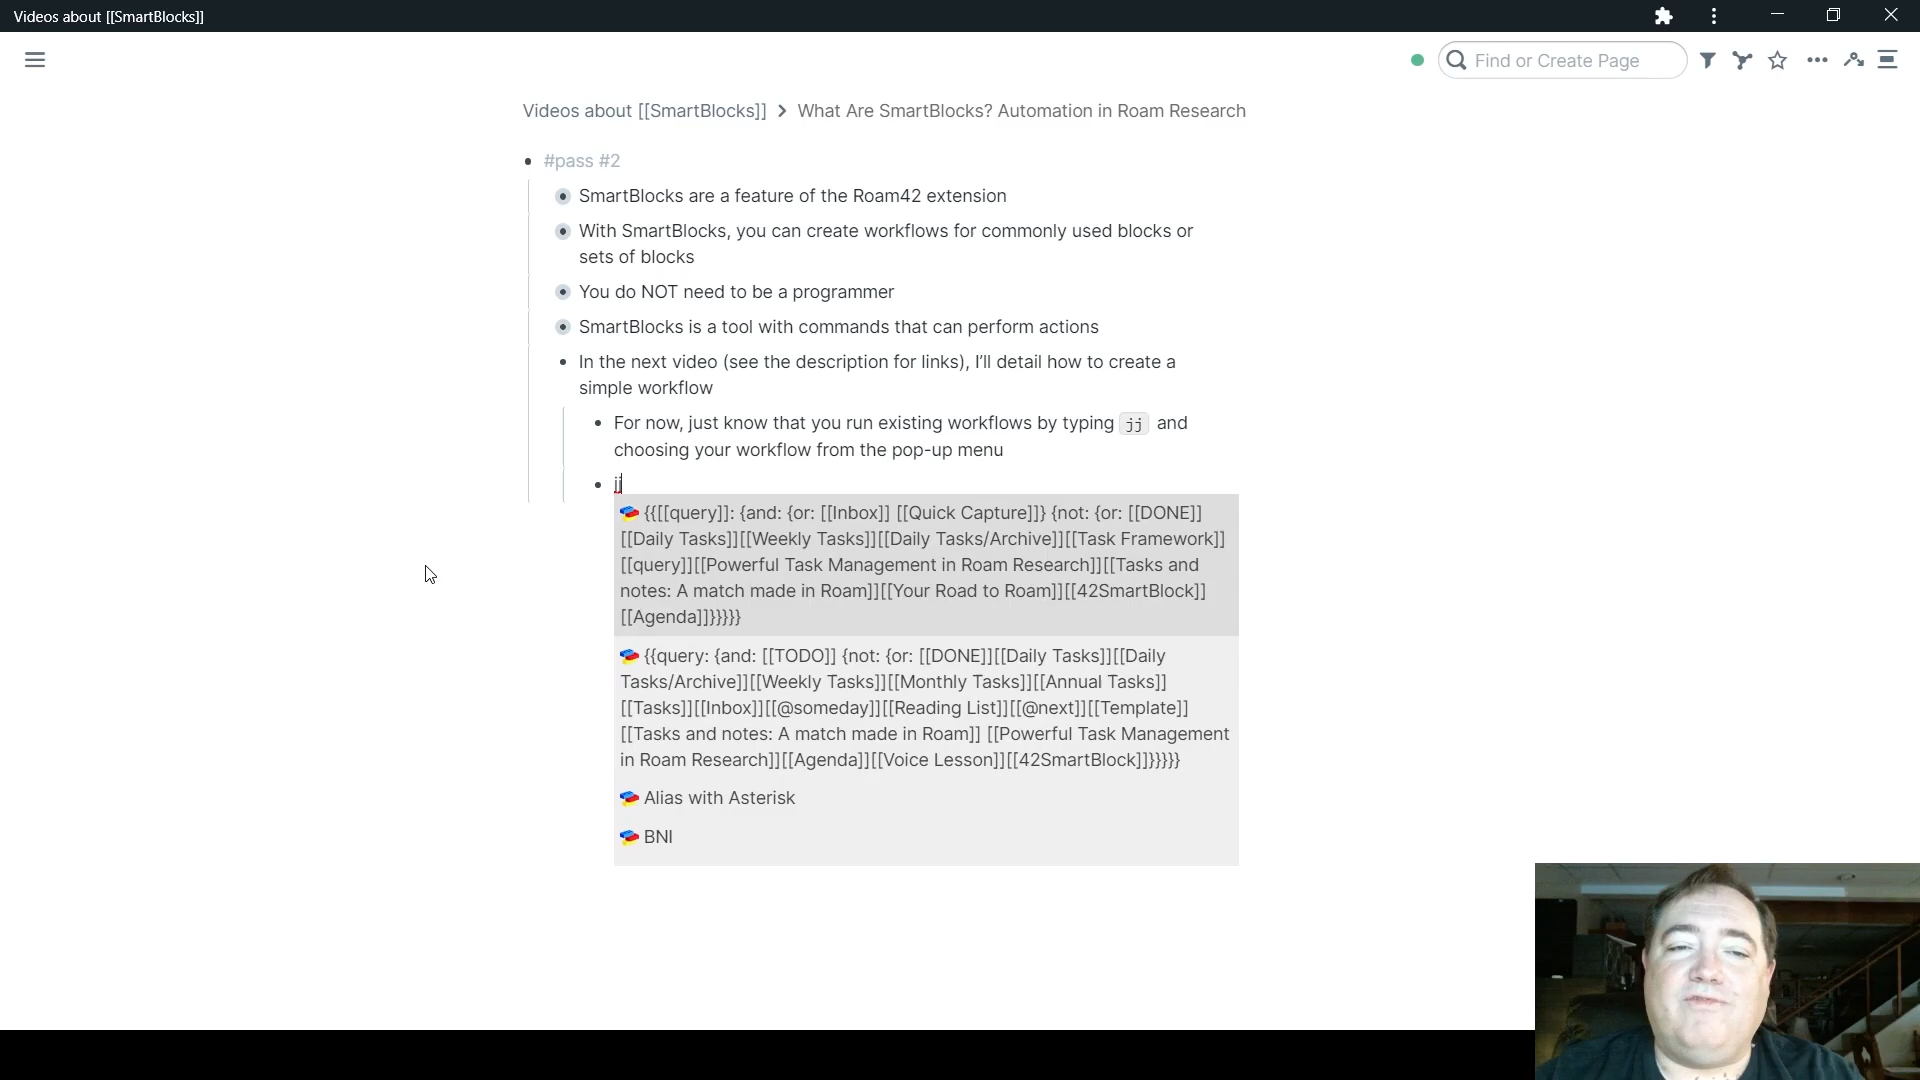 Videos about [[SmartBlocks]]
Find or Create Page
Videos about [[SmartBlocks]] > What Are SmartBlocks? Automation in Roam Research
#pass #2
SmartBlocks are a feature of the Roam42 extension
With SmartBlocks, you can create workflows for commonly used blocks or
sets of blocks
You do NOT need to be a programmer
SmartBlocks is a tool with commands that can perform actions
In the next video (see the description for links), I'll detail how to create a
simple workflow
For now, just know that you run existing workflows by typing jj and
choosing your workflow from the pop-up menu
jj
{{[[query]]: {and: {or: [[Inbox]] [[Quick Capture]]} {not: {or: [[DONE]]
[[Daily Tasks]][[Weekly Tasks]][[Daily Tasks/Archive]][[Task Framework]]
[[query]][[Powerful Task Management in Roam Research]][[Tasks and
notes: A match made in Roam]][[Your Road to Roam]][[42SmartBlock]]
[[Agenda]]}}}}}
{{query: {and: [[TODO]] {not: {or: [[DONE]][[Daily Tasks]][[Daily
Tasks/Archive]][[Weekly Tasks]][[Monthly Tasks]][[Annual Tasks]]
[[Tasks]][[Inbox]][[@someday]][[Reading List]][[@next]][[Template]]
[[Tasks and notes: A match made in Roam]] [[Powerful Task Management
in Roam Research]][[Agenda]][[Voice Lesson]][[42SmartBlock]]}}}}}
Alias with Asterisk
BNI